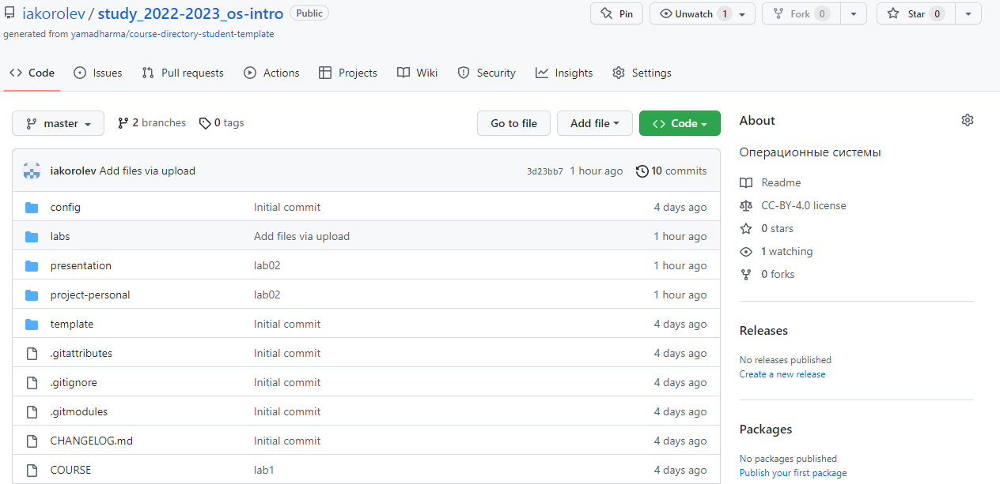 iakorolev / study_2022-2023_os-intro Public Pin Unwatch 1 Fork 0 Star 0
generated from yamadharma/course-directory-student-template
Code Issues Pull requests Actions Projects Wiki Security Insights Settings
master 2 branches 0 tags Go to file Add file Code
iakorolev Add files via upload 3d23bb7 1 hour ago 10 commits
config Initial commit 4 days ago
labs Add files via upload 1 hour ago
presentation lab02 1 hour ago
project-personal lab02 1 hour ago
template Initial commit 4 days ago
.gitattributes Initial commit 4 days ago
.gitignore Initial commit 4 days ago
.gitmodules Initial commit 4 days ago
CHANGELOG.md Initial commit 4 days ago
COURSE lab1 4 days ago
About
Операционные системы
Readme
CC-BY-4.0 license
0 stars
1 watching
0 forks
Releases
No releases published
Create a new release
Packages
No packages published
Publish your first package